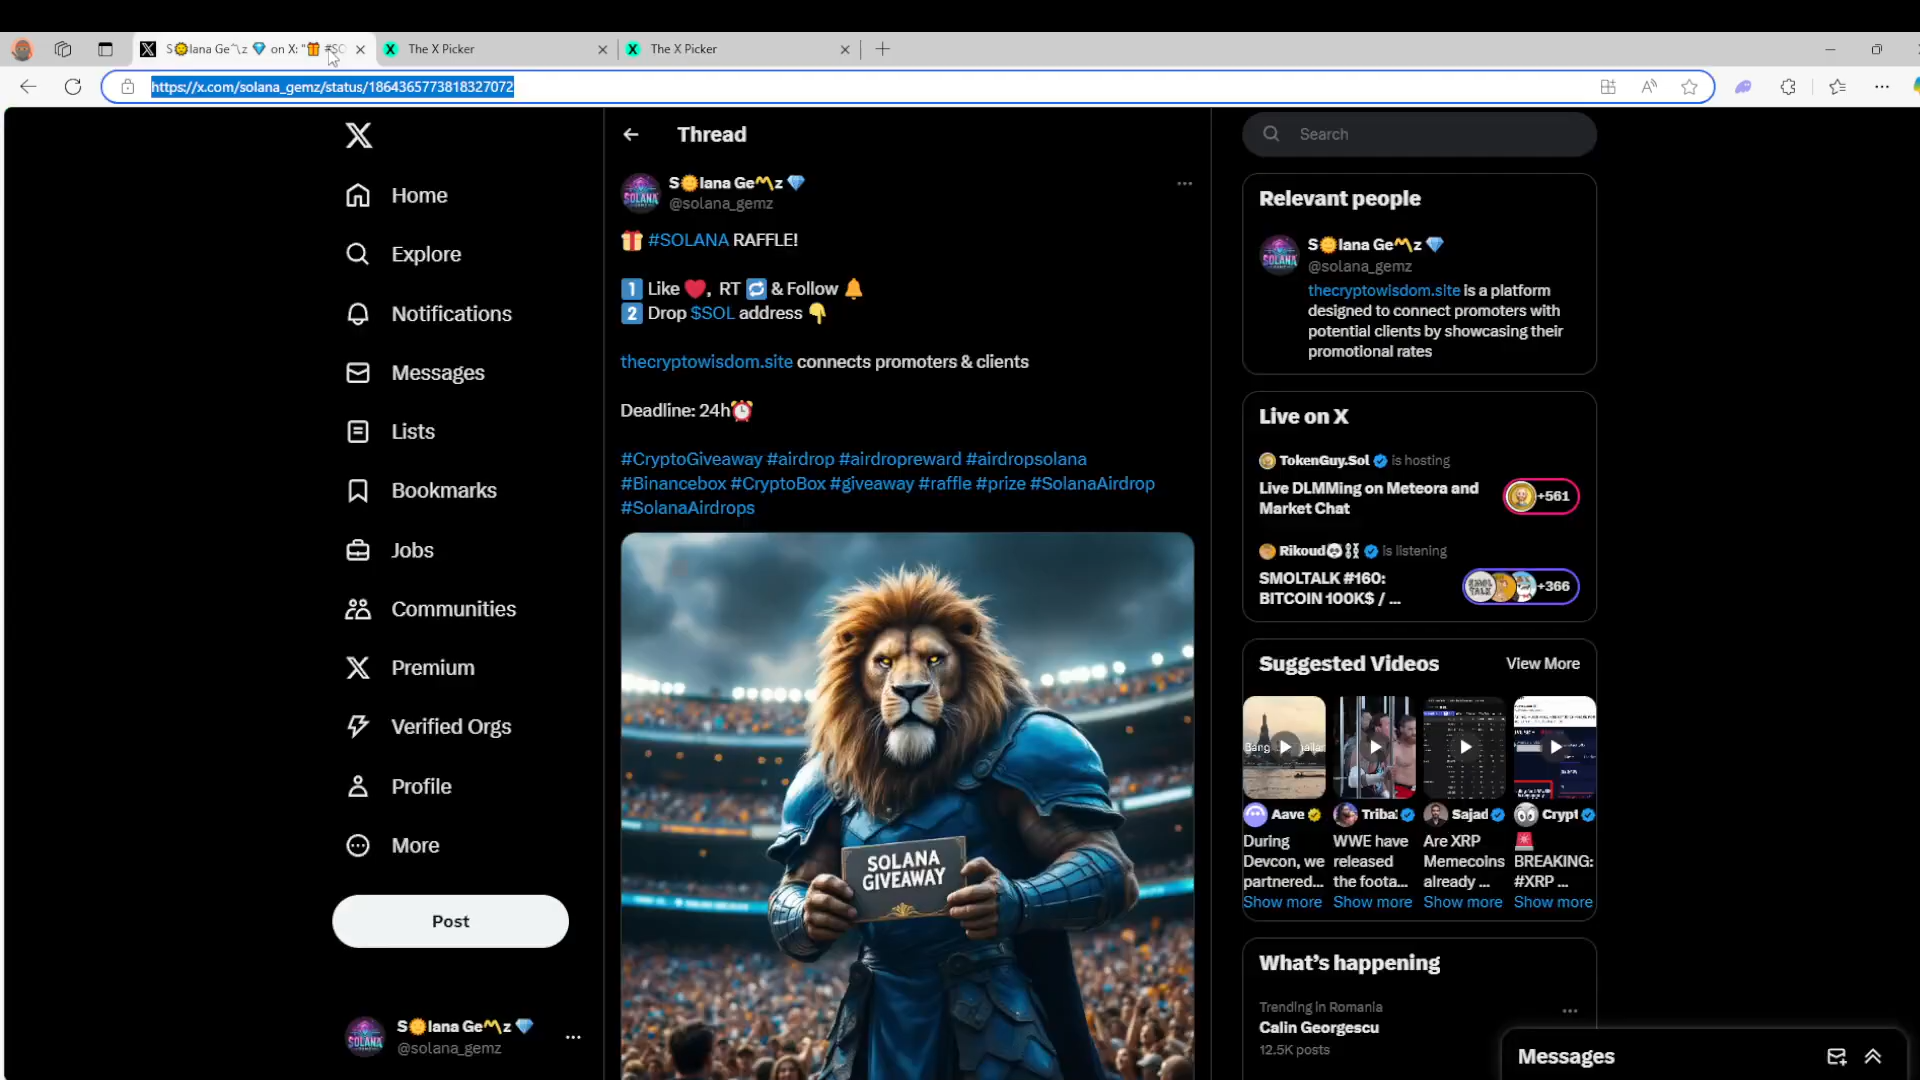 S🌞lana Ge〽️z 💎 on X: "🎁 #SO
The X Picker
The X Picker
https://x.com/solana_gemz/status/1864365773818327072
Home
Explore
Notifications
Messages
Lists
Bookmarks
Jobs
Communities
Premium
Verified Orgs
Profile
More
Post
S🌞lana Ge〽️z 💎
@solana_gemz
Thread
S🌞lana Ge〽️z 💎
@solana_gemz
🎁 #SOLANA RAFFLE!
1️⃣ Like ❤️, RT 🔁 & Follow 🔔
2️⃣ Drop $SOL address 👇
thecryptowisdom.site connects promoters & clients
Deadline: 24h⏰
#CryptoGiveaway #airdrop #airdropreward #airdropsolana
#Binancebox #CryptoBox #giveaway #raffle #prize #SolanaAirdrop
#SolanaAirdrops
SOLANA
GIVEAWAY
Search
Relevant people
S🌞lana Ge〽️z 💎
@solana_gemz
thecryptowisdom.site is a platform
designed to connect promoters with
potential clients by showcasing their
promotional rates
Live on X
TokenGuy.Sol is hosting
Live DLMMing on Meteora and
Market Chat
+561
Rikoud is listening
SMOLTALK #160:
BITCOIN 100K$ / ...
+366
Suggested Videos
View More
Aave
During
Devcon, we
partnered...
Show more
Triba
WWE have
released
the foota...
Show more
Sajad
Are XRP
Memecoins
already ...
Show more
Crypt
🚨
BREAKING:
#XRP ...
Show more
What's happening
Trending in Romania
Calin Georgescu
12.5K posts
Messages